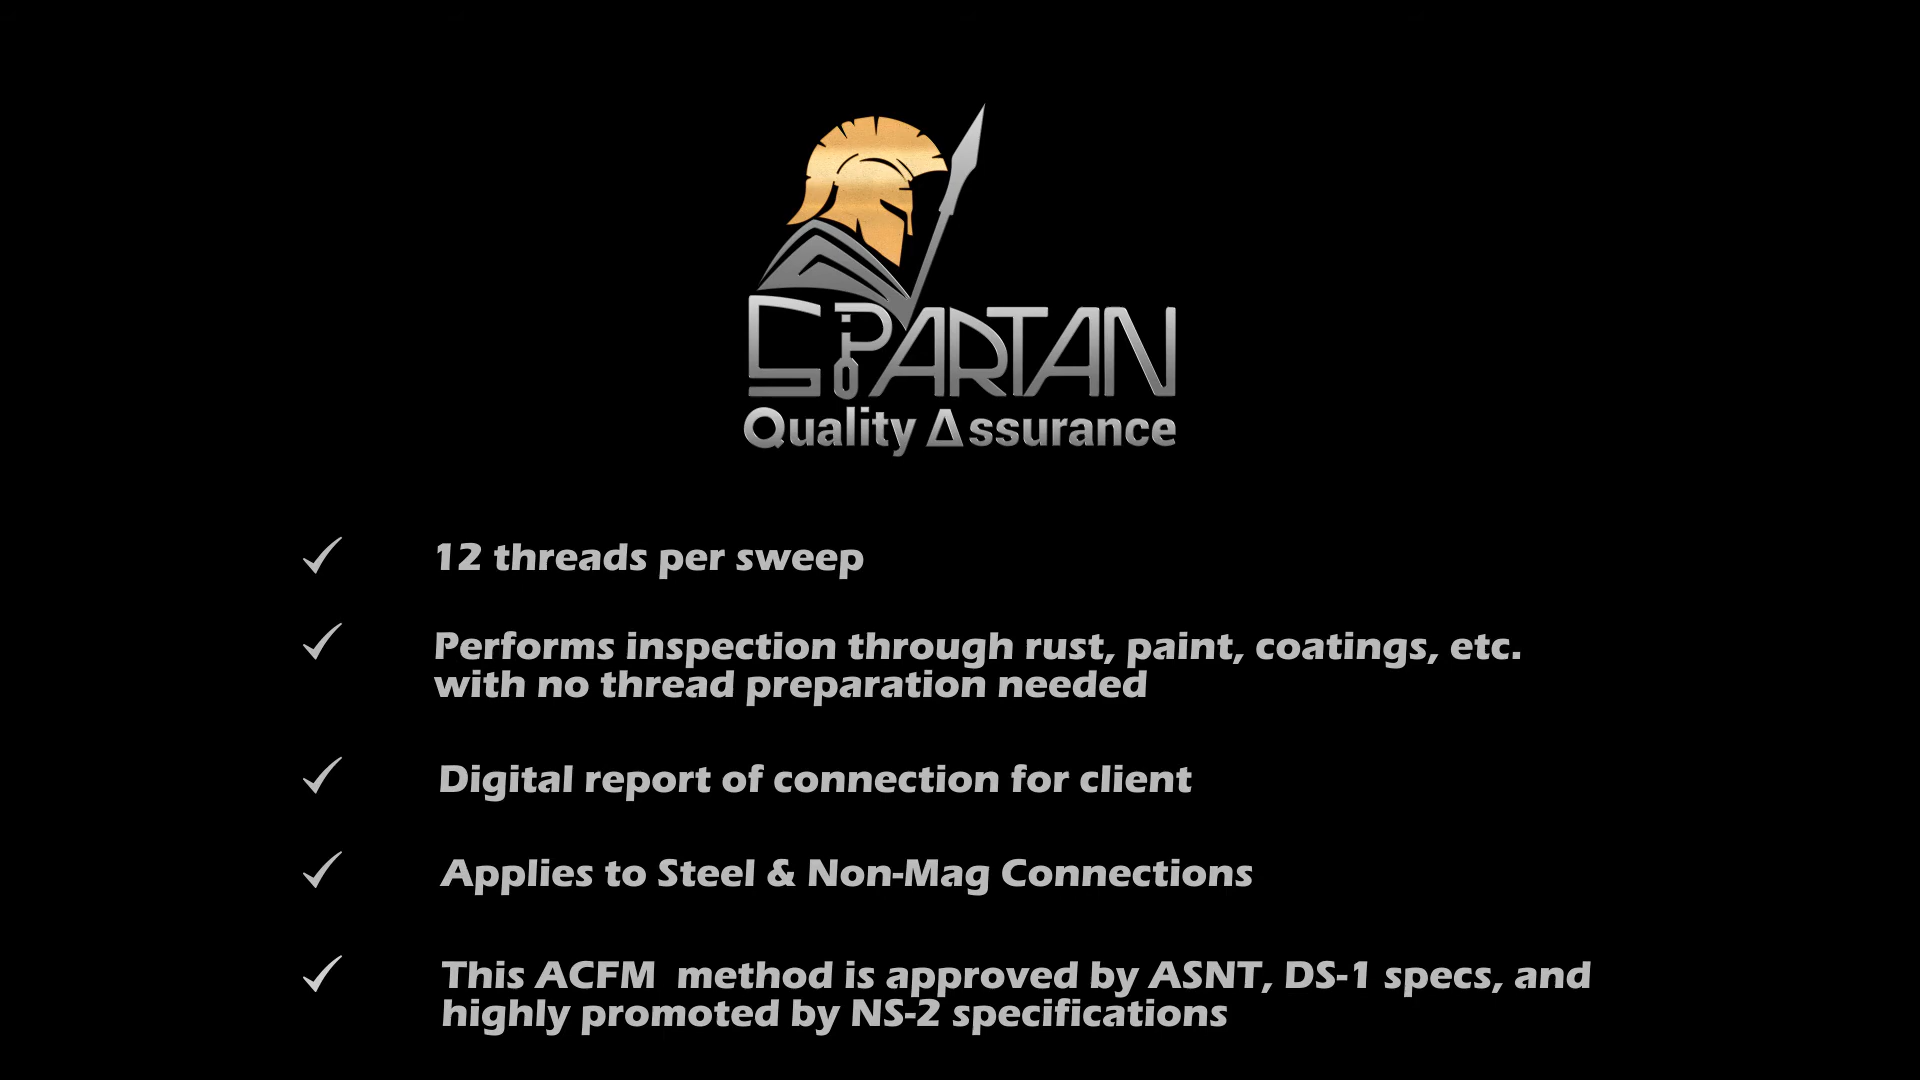 SPARTAN
Quality Assurance
12 threads per sweep
Performs inspection through rust, paint, coatings, etc.
with no thread preparation needed
Digital report of connection for client
Applies to Steel & Non-Mag Connections
This ACFM method is approved by ASNT, DS-1 specs, and
highly promoted by NS-2 specifications